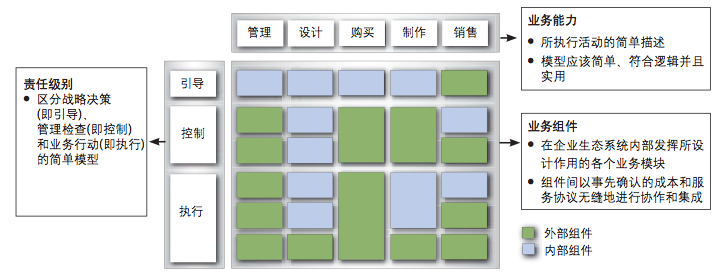 管理 设计 购买 制作 销售
业务能力
• 所执行活动的简单描述
• 模型应该简单、符合逻辑并且
实用
责任级别
• 区分战略决策
(即引导)、
管理检查(即控制)
和业务行动(即执行)
的简单模型
引导
控制
执行
业务组件
• 在企业生态系统内部发挥所设
计作用的各个业务模块
• 组件间以事先确认的成本和服
务协议无缝地进行协作和集成
外部组件
内部组件